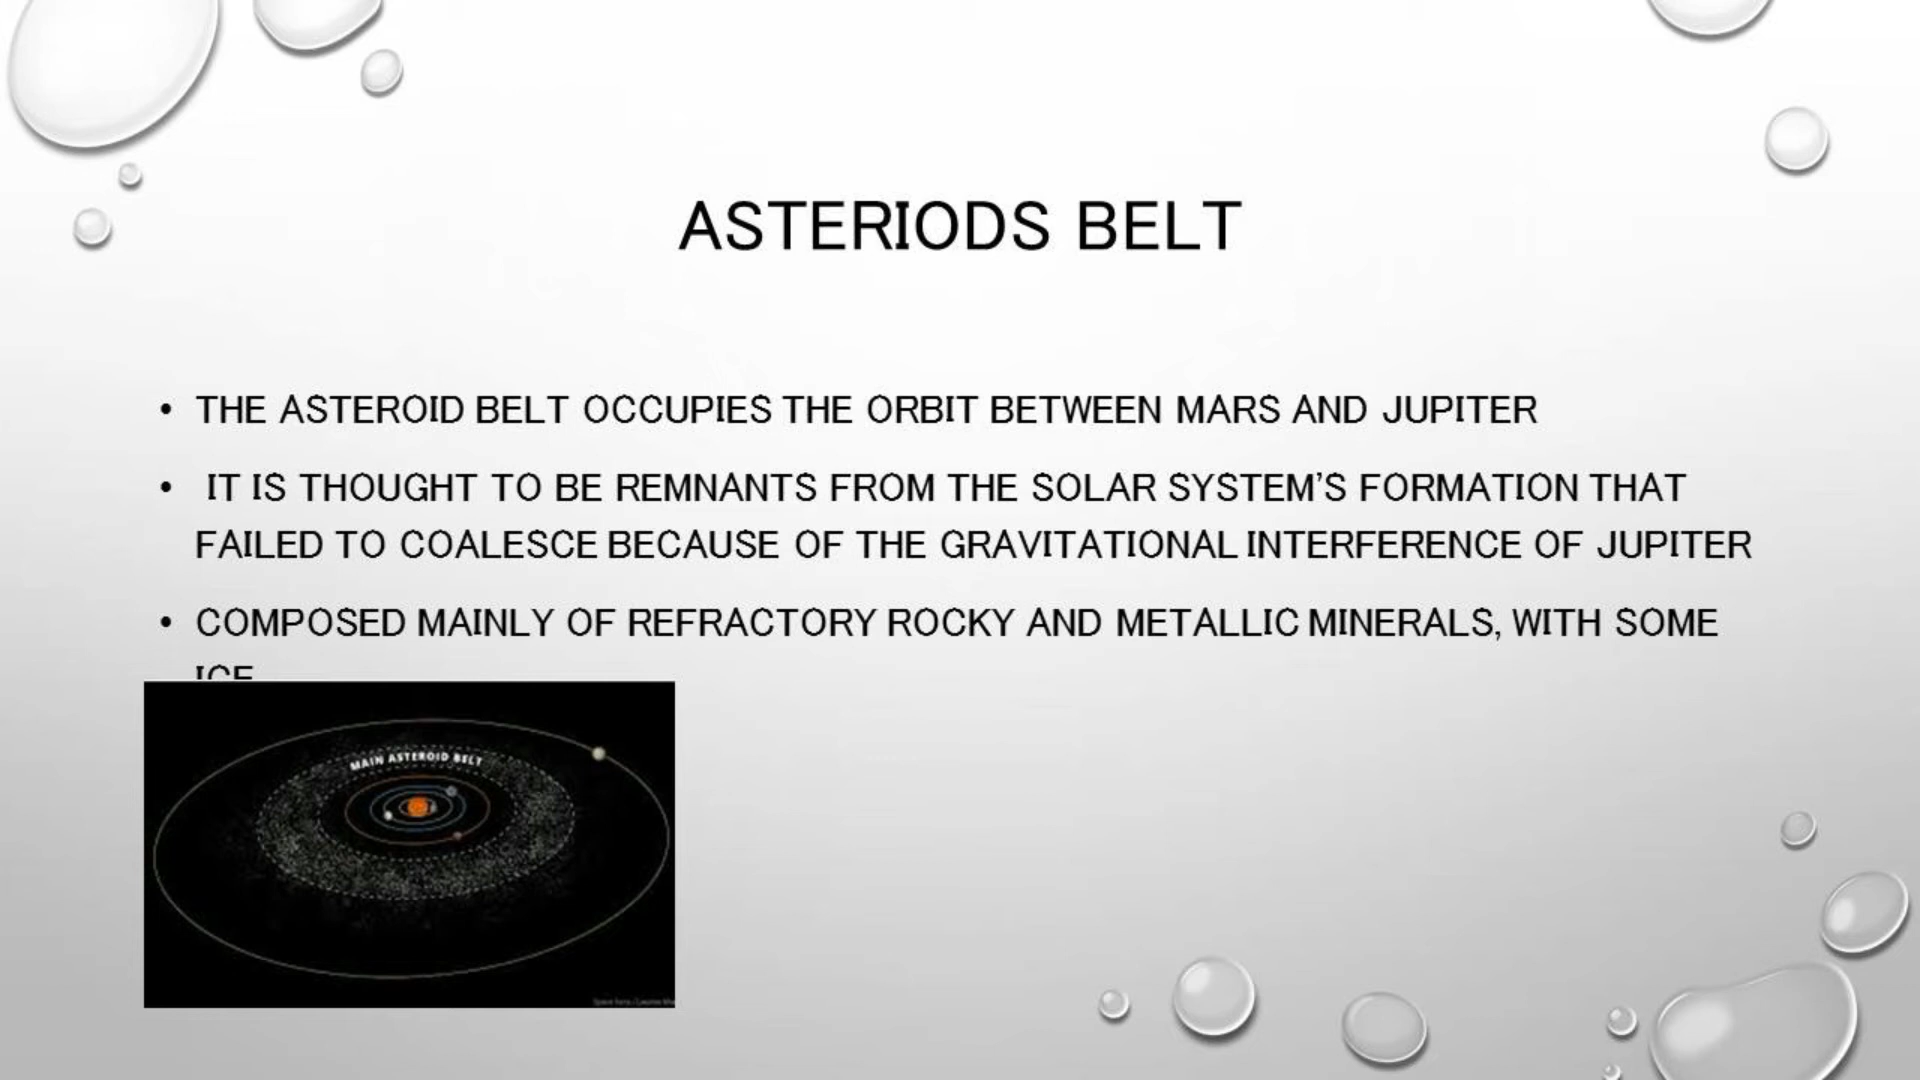 ASTERIODS BELT
• THE ASTEROID BELT OCCUPIES THE ORBIT BETWEEN MARS AND JUPITER
• IT IS THOUGHT TO BE REMNANTS FROM THE SOLAR SYSTEM'S FORMATION THAT
FAILED TO COALESCE BECAUSE OF THE GRAVITATIONAL INTERFERENCE OF JUPITER
• COMPOSED MAINLY OF REFRACTORY ROCKY AND METALLIC MINERALS, WITH SOME
ICE
MAIN ASTEROID BELT